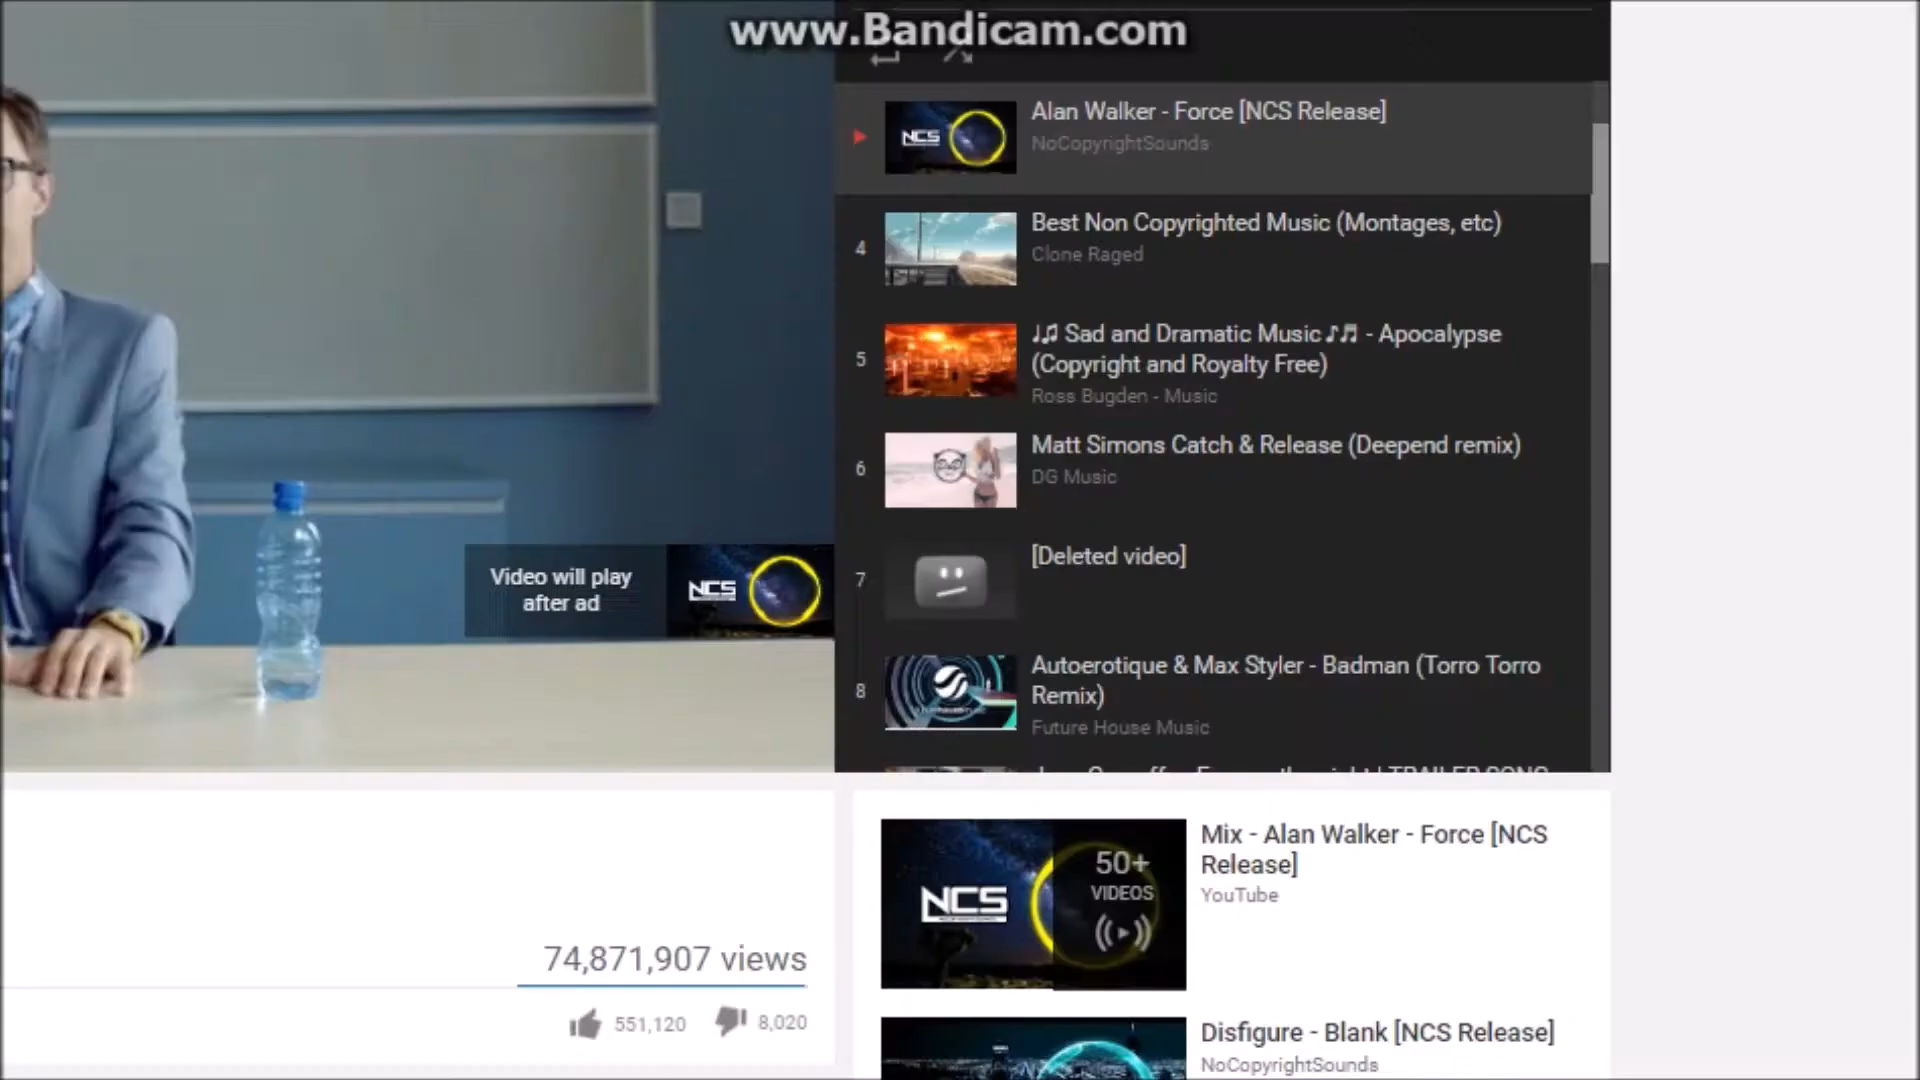 www.Bandicam.com
Alan Walker - Force [NCS Release]
NoCopyrightSounds
NCS
4
Best Non Copyrighted Music (Montages, etc)
Clone Raged
5
♩♫ Sad and Dramatic Music♪♬ - Apocalypse
(Copyright and Royalty Free)
Ross Bugden - Music
6
Matt Simons Catch & Release (Deepend remix)
DG Music
7
[Deleted video]
8
Autoerotique & Max Styler - Badman (Torro Torro
Remix)
Future House Music
Video will play
after ad
NCS
74,871,907 views
551,120
8,020
NCS
50+
VIDEOS
Mix - Alan Walker - Force [NCS
Release]
YouTube
Disfigure - Blank [NCS Release]
NoCopyrightSounds